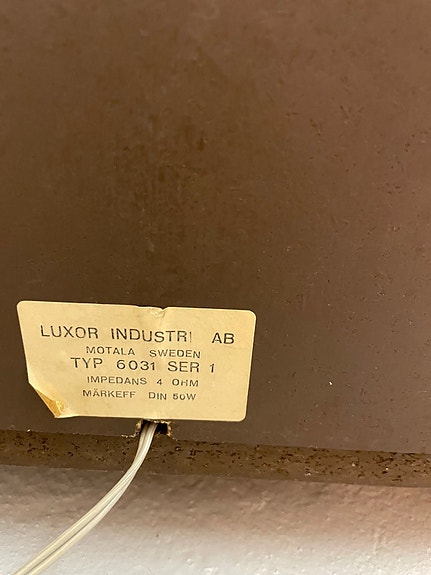 LUXOR INDUSTRI AB
MOTALA SWEDEN
TYP 6031 SER 1
IMPEDANS 4 OHM
MÄRKEFF DIN 50W